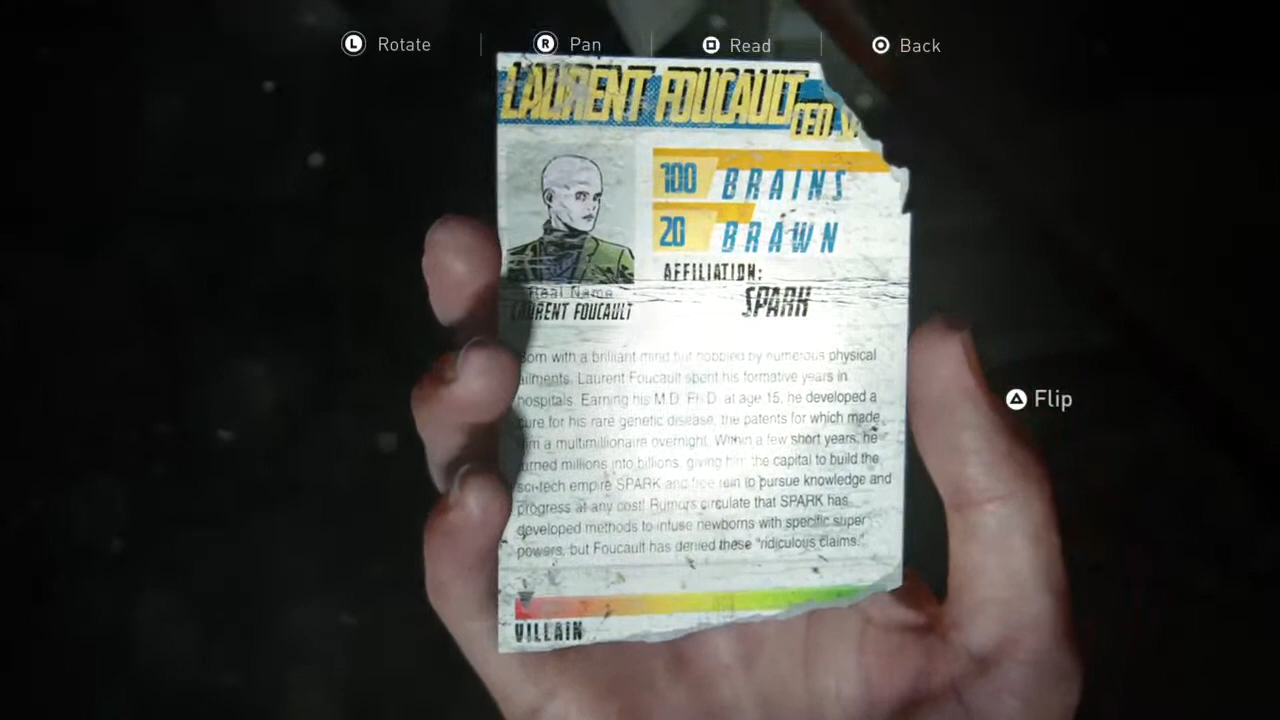 L Rotate
R Pan
Read
Back
LAURENT FOUCAULT
CEO
100 BRAINS
20 BRAWN
AFFILIATION:
SPARK
Real Name
LAURENT FOUCAULT
Born with a brilliant mind but hobbled by numerous physical
ailments, Laurent Foucault spent his formative years in
hospitals. Earning his M.D. Ph.D. at age 15, he developed a
cure for his rare genetic disease, the patents for which made
him a multimillionaire overnight. Within a few short years, he
turned millions into billions, giving him the capital to build the
sci-tech empire SPARK and free rein to pursue knowledge and
progress at any cost! Rumors circulate that SPARK has
developed methods to infuse newborns with specific super
powers, but Foucault has denied these "ridiculous claims."
VILLAIN
Flip